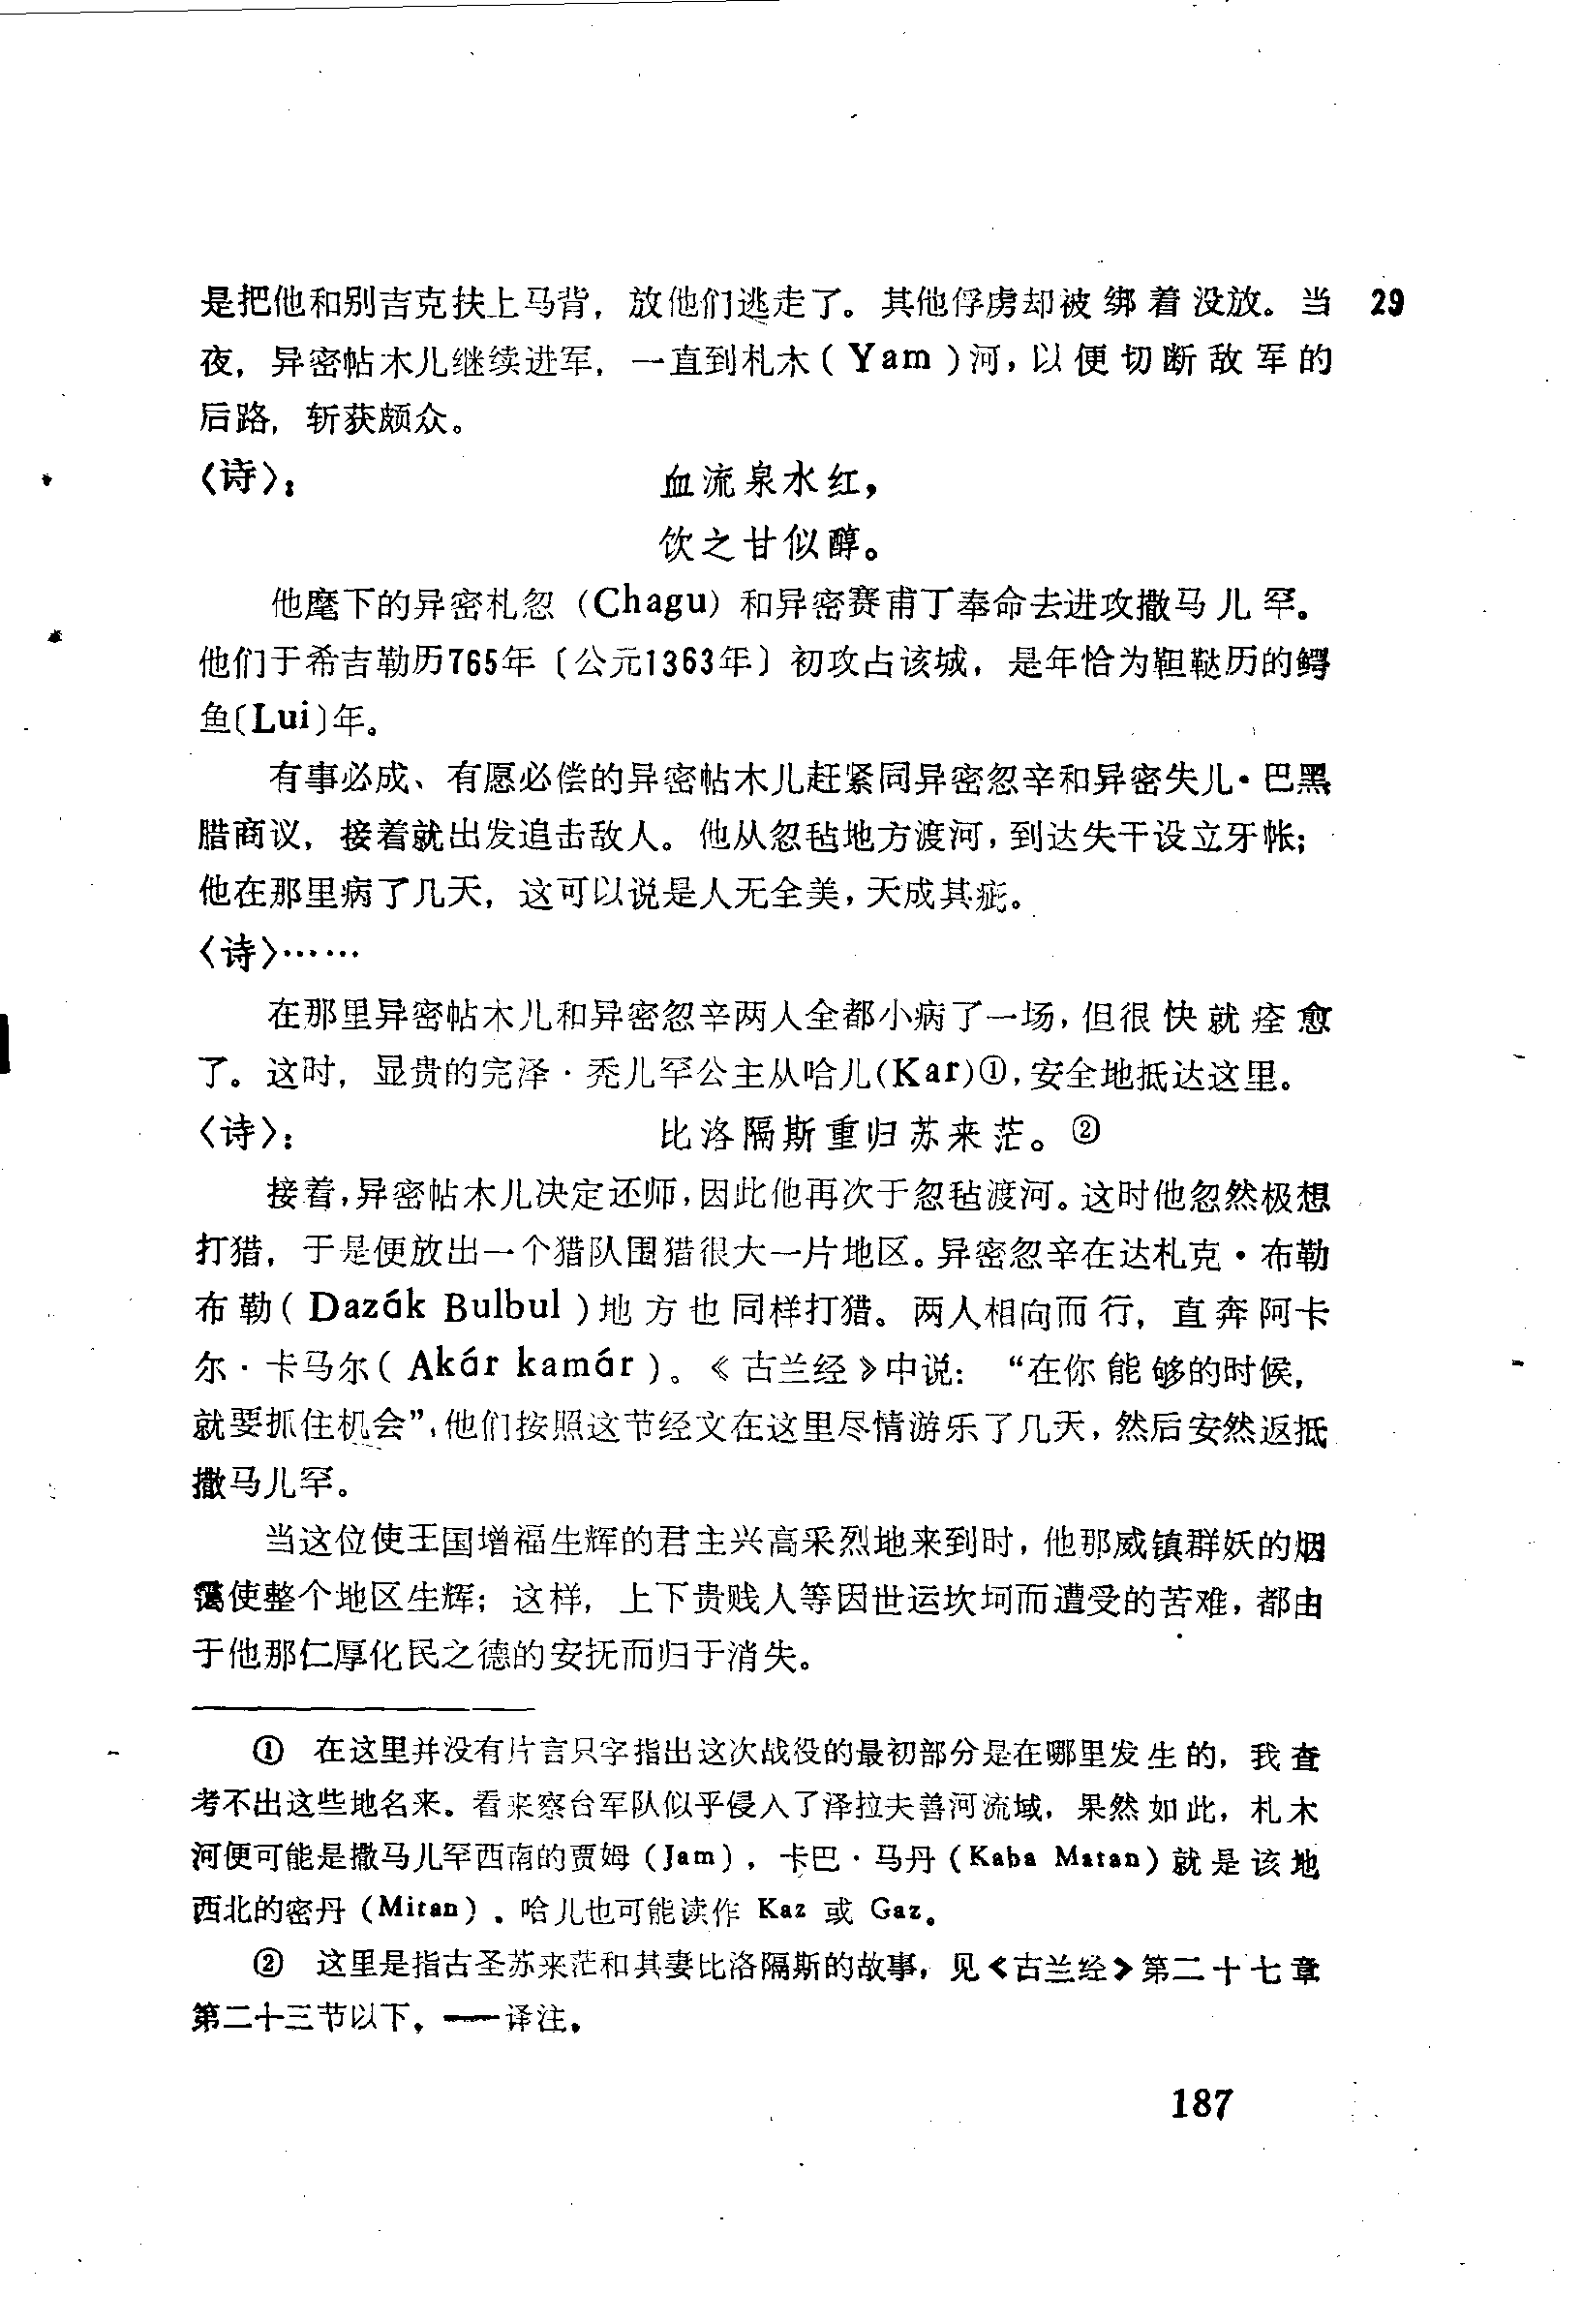 是把他和别吉克扶上马背，放他们逃走了。其他俘虏却被绑着没放。当 29
夜，异密帖木儿继续进军，一直到札木（Yam）河，以便切断敌军的
后路，斩获颇众。
〈诗〉：　血流泉水红，
饮之甘似醇。
他麾下的异密札忽（Chagu）和异密赛甫丁奉命去进攻撒马儿罕。
他们于希吉勒历765年〔公元1363年〕初攻占该城，是年恰为靼鞑历的鳄
鱼〔Lui〕年。
有事必成、有愿必偿的异密帖木儿赶紧同异密忽辛和异密失儿·巴黑
腊商议，接着就出发追击敌人。他从忽毡地方渡河，到达失干设立牙帐；
他在那里病了几天，这可以说是人无全美，天成其疵。
〈诗〉……
在那里异密帖木儿和异密忽辛两人全都小病了一场，但很快就痊愈
了。这时，显贵的完泽·秃儿罕公主从哈儿(Kar)①，安全地抵达这里。
〈诗〉：　比洛隔斯重归苏来茫。②
接着，异密帖木儿决定还师，因此他再次于忽毡渡河。这时他忽然极想
打猎，于是便放出一个猎队围猎很大一片地区。异密忽辛在达札克·布勒
布勒（Dazák Bulbul）地方也同样打猎。两人相向而行，直奔阿卡
尔·卡马尔（Akár kamár）。《古兰经》中说：“在你能够的时候，
就要抓住机会”，他们按照这节经文在这里尽情游乐了几天，然后安然返抵
撒马儿罕。
当这位使王国增福生辉的君主兴高采烈地来到时，他那威镇群妖的烟
霭使整个地区生辉；这样，上下贵贱人等因世运坎坷而遭受的苦难，都由
于他那仁厚化民之德的安抚而归于消失。
①　在这里并没有片言只字指出这次战役的最初部分是在哪里发生的，我查
考不出这些地名来。看来察台军队似乎侵入了泽拉夫善河流域，果然如此，札木
河便可能是撒马儿罕西南的贾姆（Jam），卡巴·马丹（Kaba Matan）就是该地
西北的密丹（Mitan）。哈儿也可能读作 Kaz 或 Gaz。
②　这里是指古圣苏来茫和其妻比洛隔斯的故事，见《古兰经》第二十七章
第二十三节以下。——译注。
187